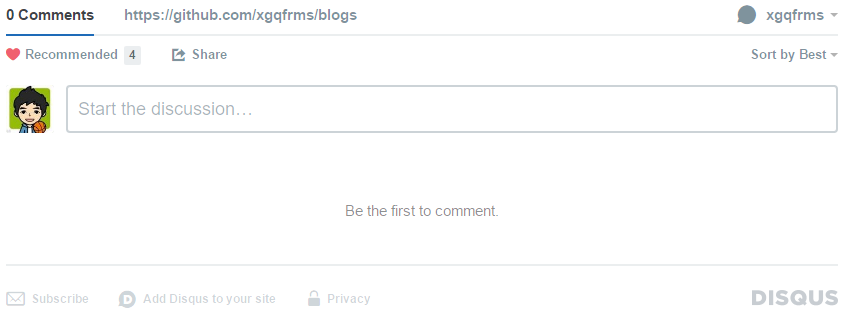 0 Comments https://github.com/xgqfrms/blogs xgqfrms
Recommended 4 Share Sort by Best
Start the discussion…
Be the first to comment.
Subscribe Add Disqus to your site Privacy DISQUS